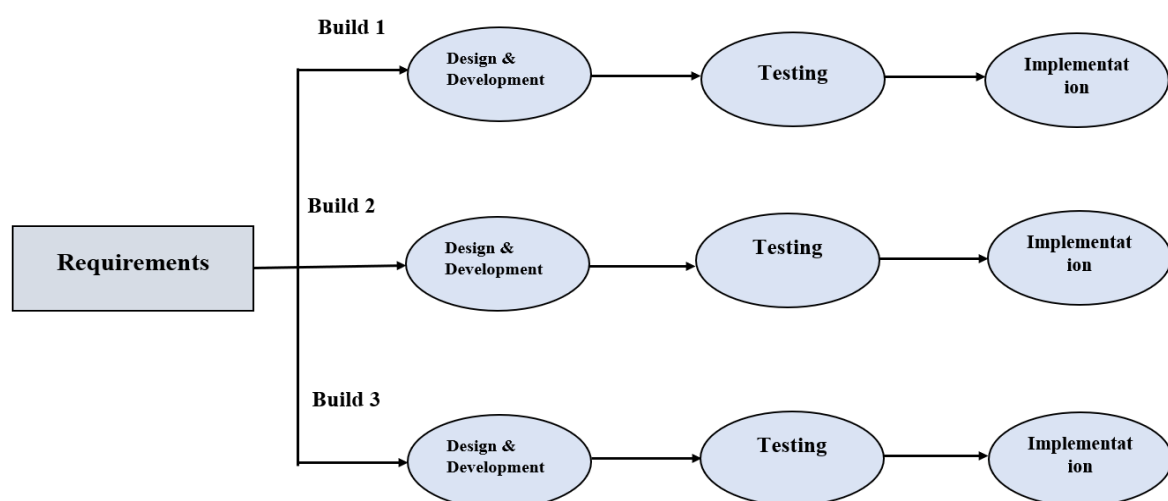 Build 1
Design &
Development
Testing
Implementat
ion
Build 2
Requirements
Design &
Development
Testing
Implementat
ion
Build 3
Design &
Development
Testing
Implementat
ion